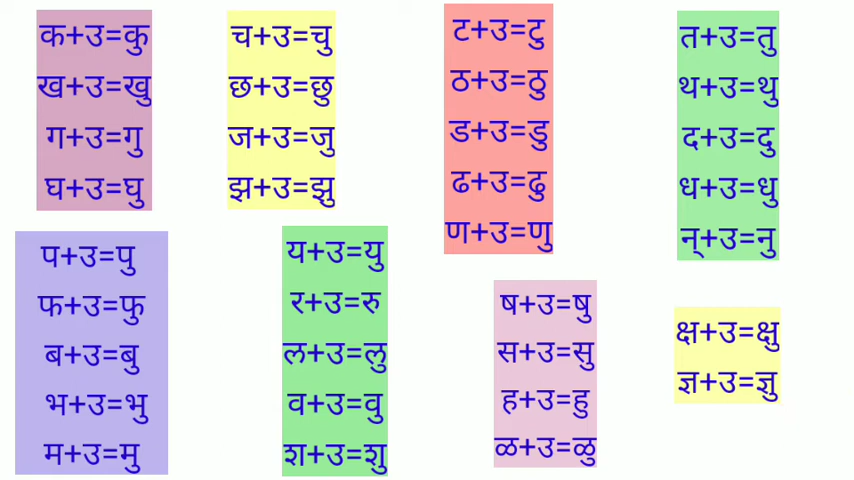 क+उ=कु
ख+उ=खु
ग+उ=गु
घ+उ=घु
च+उ=चु
छ+उ=छु
ज+उ=जु
झ+उ=झु
ट+उ=टु
ठ+उ=ठु
ड+उ=डु
ढ+उ=ढु
ण+उ=णु
त+उ=तु
थ+उ=थु
द+उ=दु
ध+उ=धु
न्+उ=नु
प+उ=पु
फ+उ=फु
ब+उ=बु
भ+उ=भु
म+उ=मु
य+उ=यु
र+उ=रु
ल+उ=लु
व+उ=वु
श+उ=शु
ष+उ=षु
स+उ=सु
ह+उ=हु
ळ+उ=ळु
क्ष+उ=क्षु
ज्ञ+उ=ज्ञु